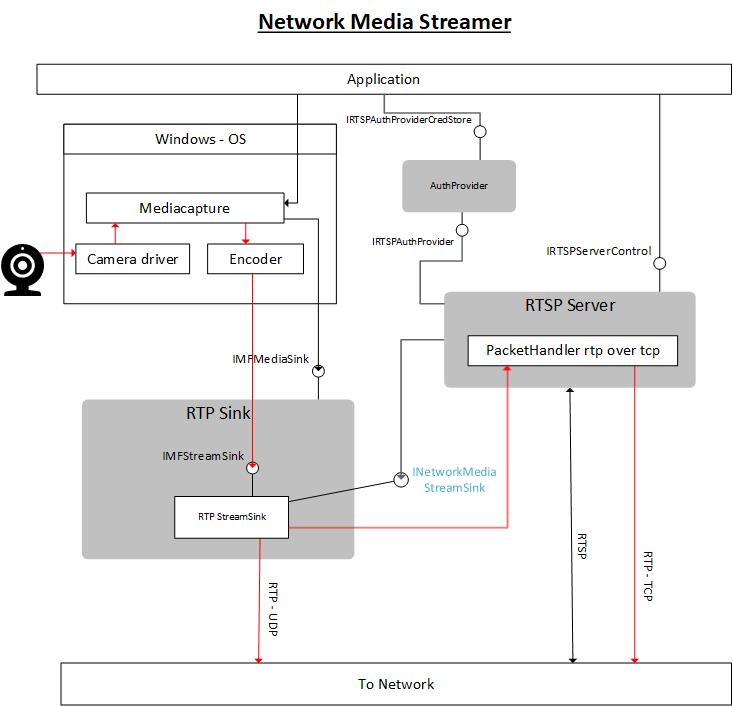 Network Media Streamer
Application
IRTSPAuthProviderCredStore
Windows - OS
AuthProvider
Mediacapture
IRTSPAuthProvider
IRTSPServerControl
Camera driver
Encoder
RTSP Server
PacketHandler rtp over tcp
IMFMediaSink
RTP Sink
IMFStreamSink
INetworkMedia
StreamSink
RTP StreamSink
RTSP
RTP - TCP
RTP - UDP
To Network